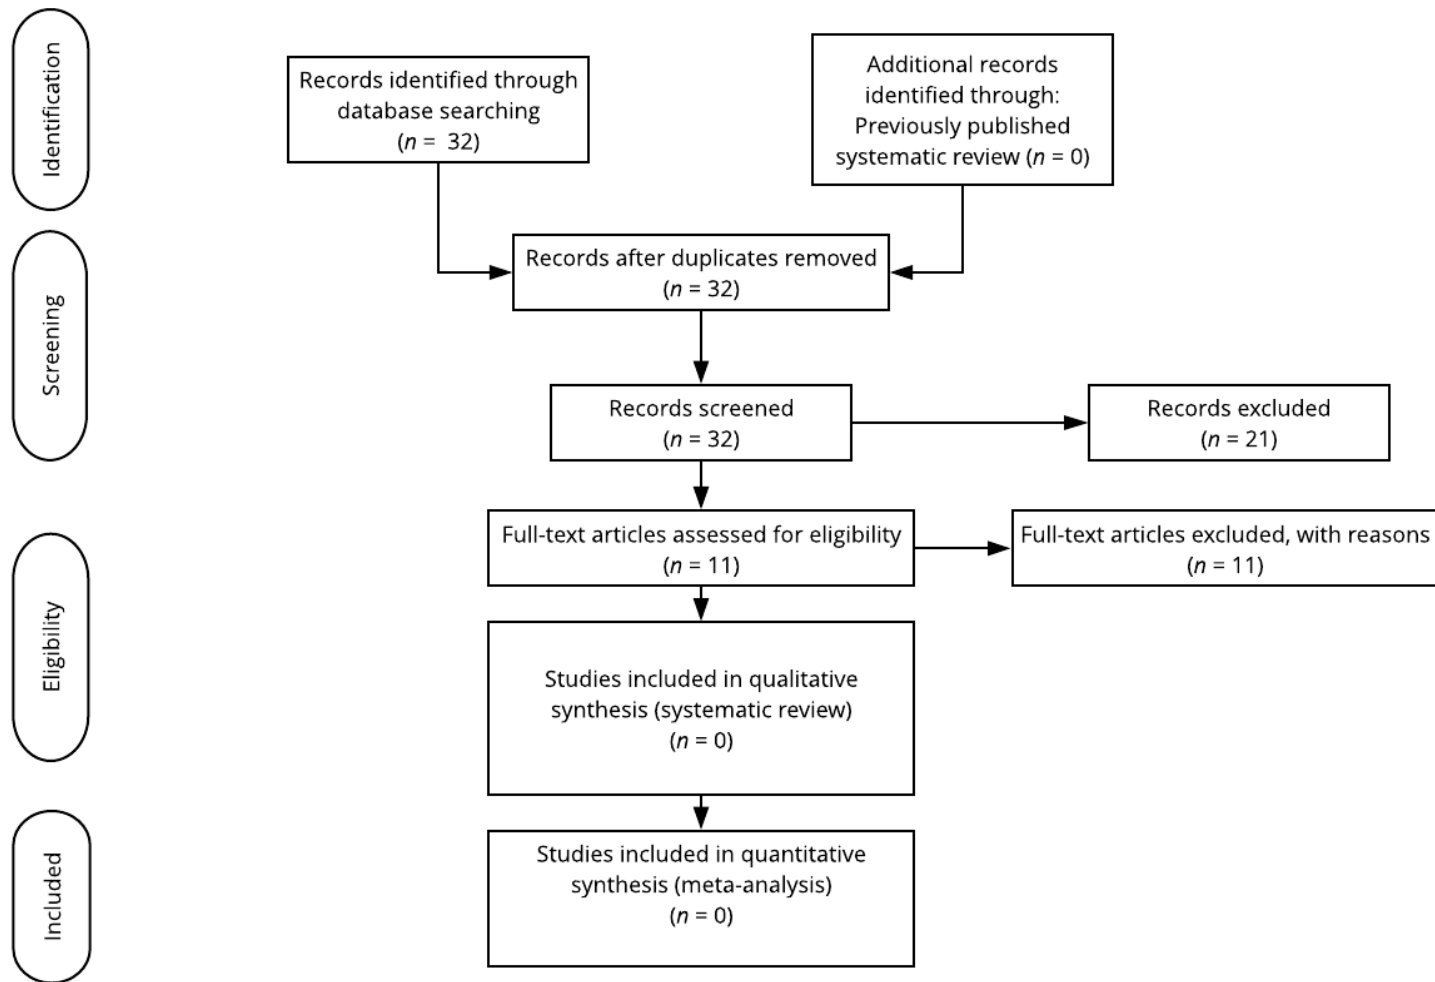 Identification
Records identified through
database searching
(n = 32)
Additional records
identified through:
Previously published
systematic review (n = 0)
Screening
Records after duplicates removed
(n = 32)
Records screened
(n = 32)
Records excluded
(n = 21)
Eligibility
Full-text articles assessed for eligibility
(n = 11)
Full-text articles excluded, with reasons
(n = 11)
Studies included in qualitative
synthesis (systematic review)
(n = 0)
Included
Studies included in quantitative
synthesis (meta-analysis)
(n = 0)